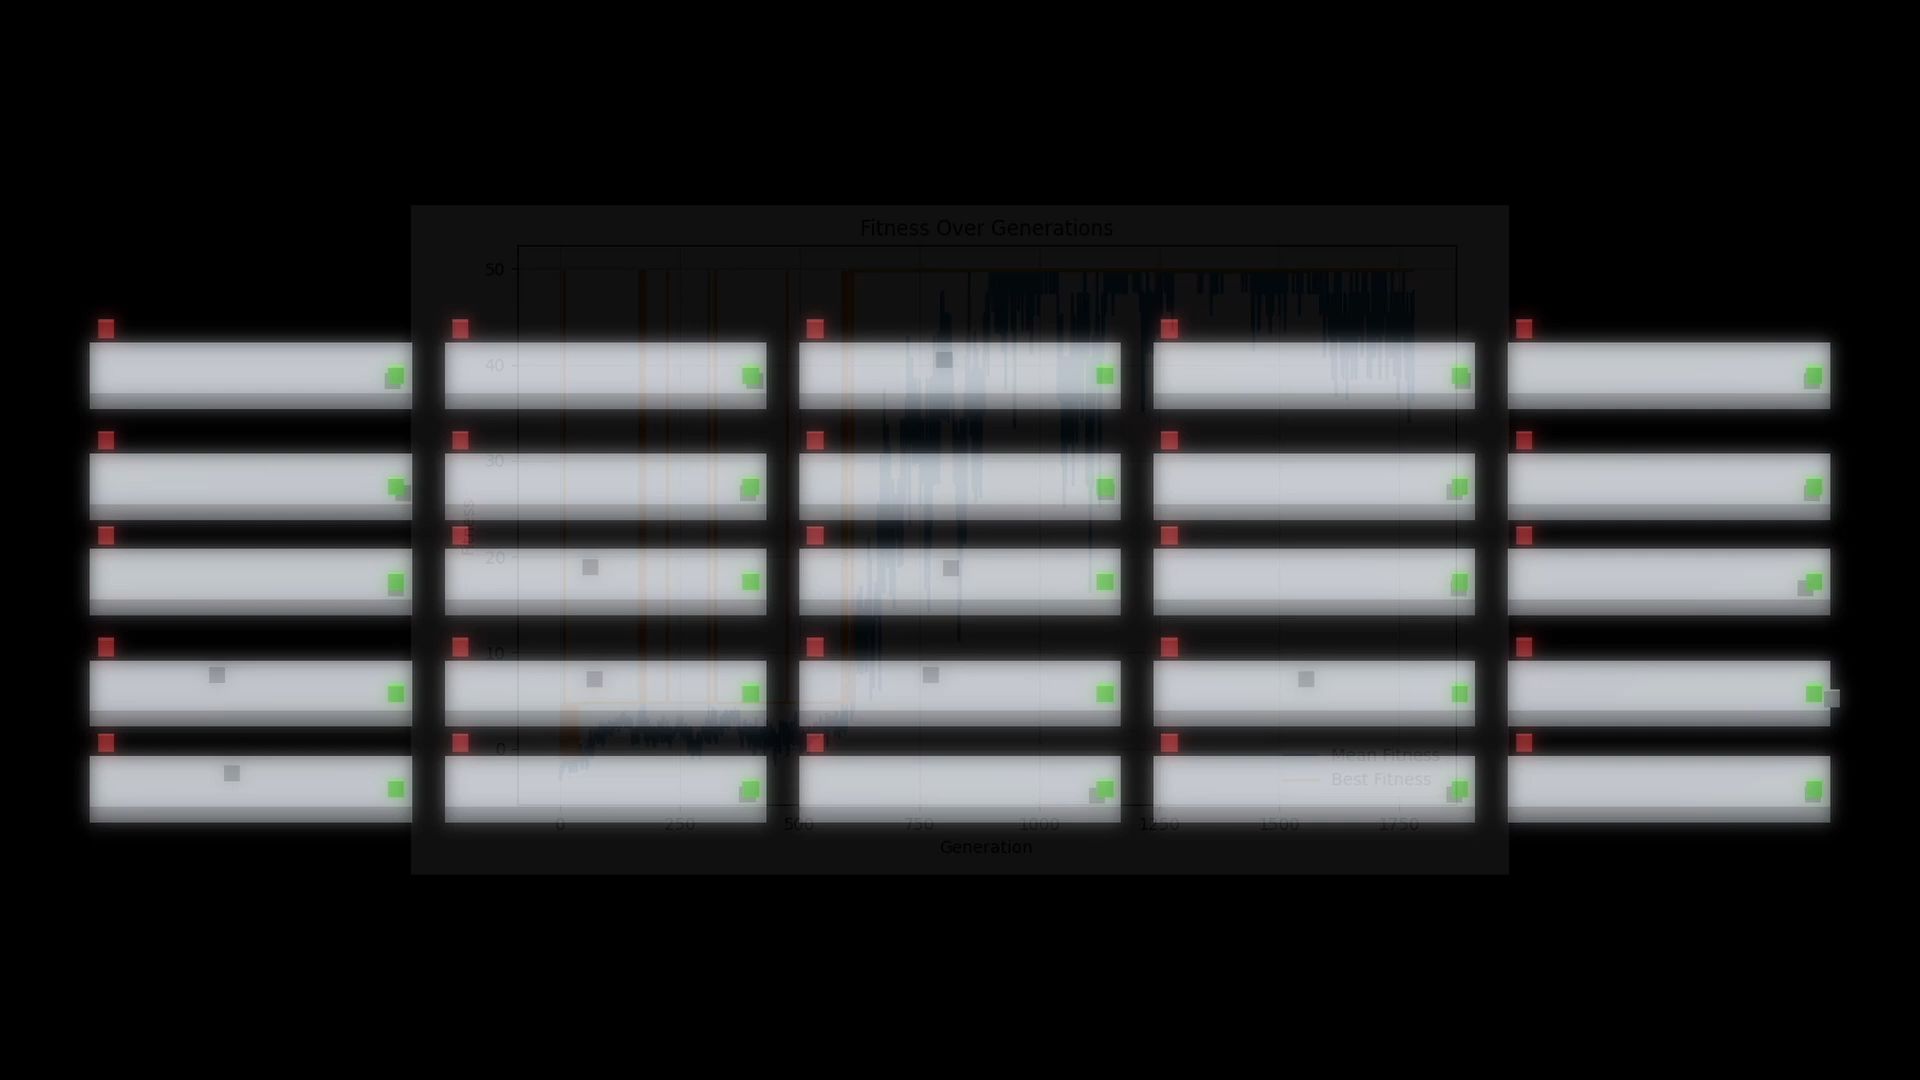 Fitness Over Generations
50
40
30
20
10
0
Fitness
Mean Fitness
Best Fitness
0 250 500 750 1000 1250 1500 1750
Generation